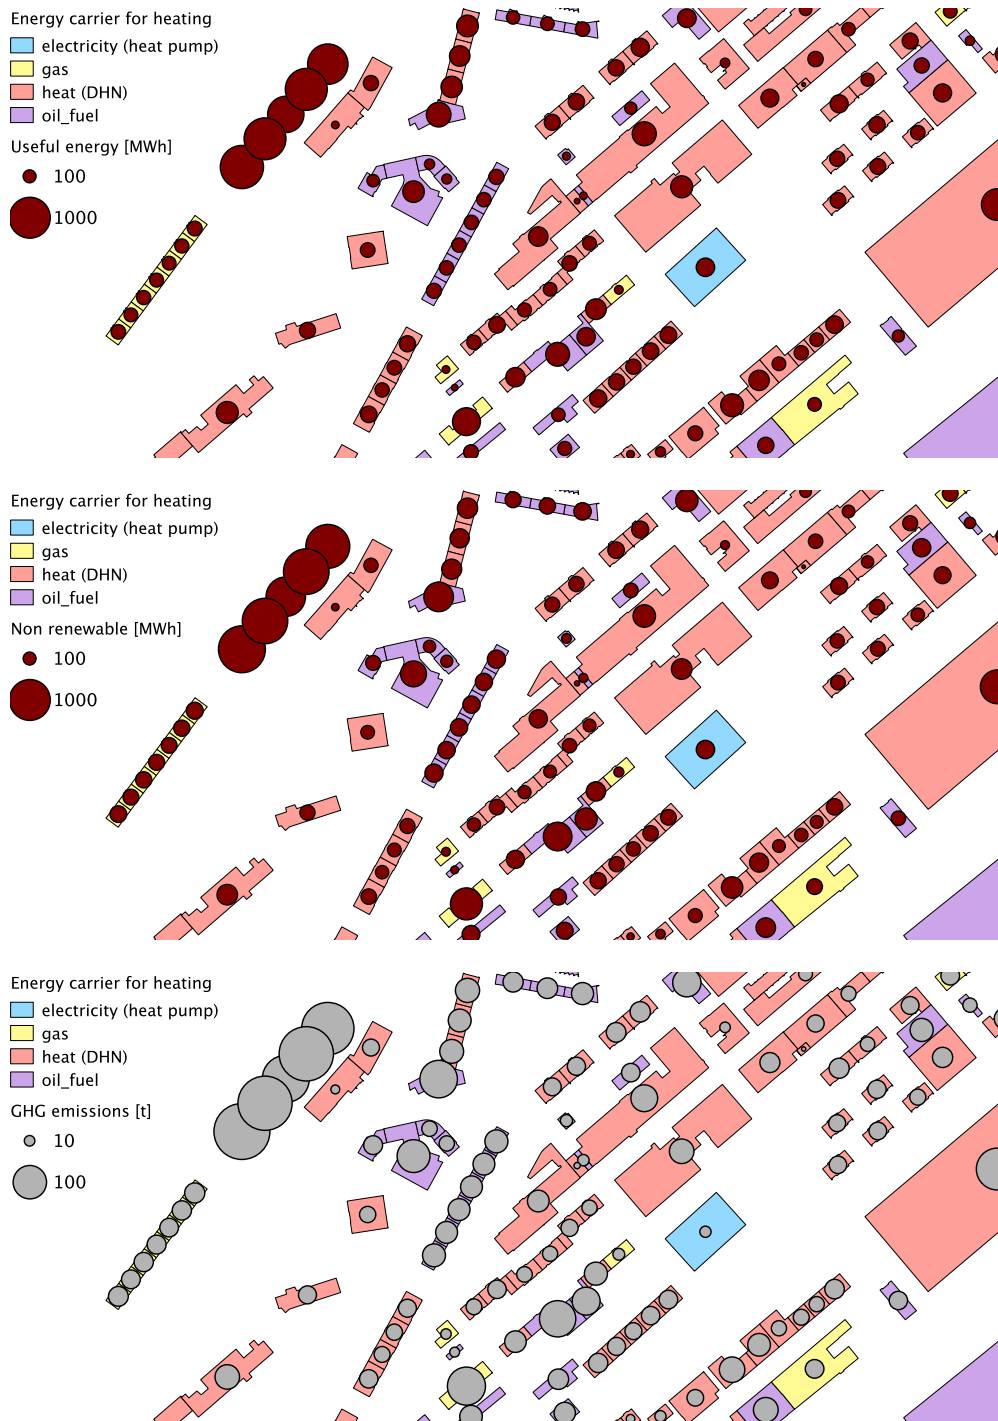 Energy carrier for heating
electricity (heat pump)
gas
heat (DHN)
oil_fuel
Useful energy [MWh]
100
1000
Energy carrier for heating
electricity (heat pump)
gas
heat (DHN)
oil_fuel
Non renewable [MWh]
100
1000
Energy carrier for heating
electricity (heat pump)
gas
heat (DHN)
oil_fuel
GHG emissions [t]
10
100